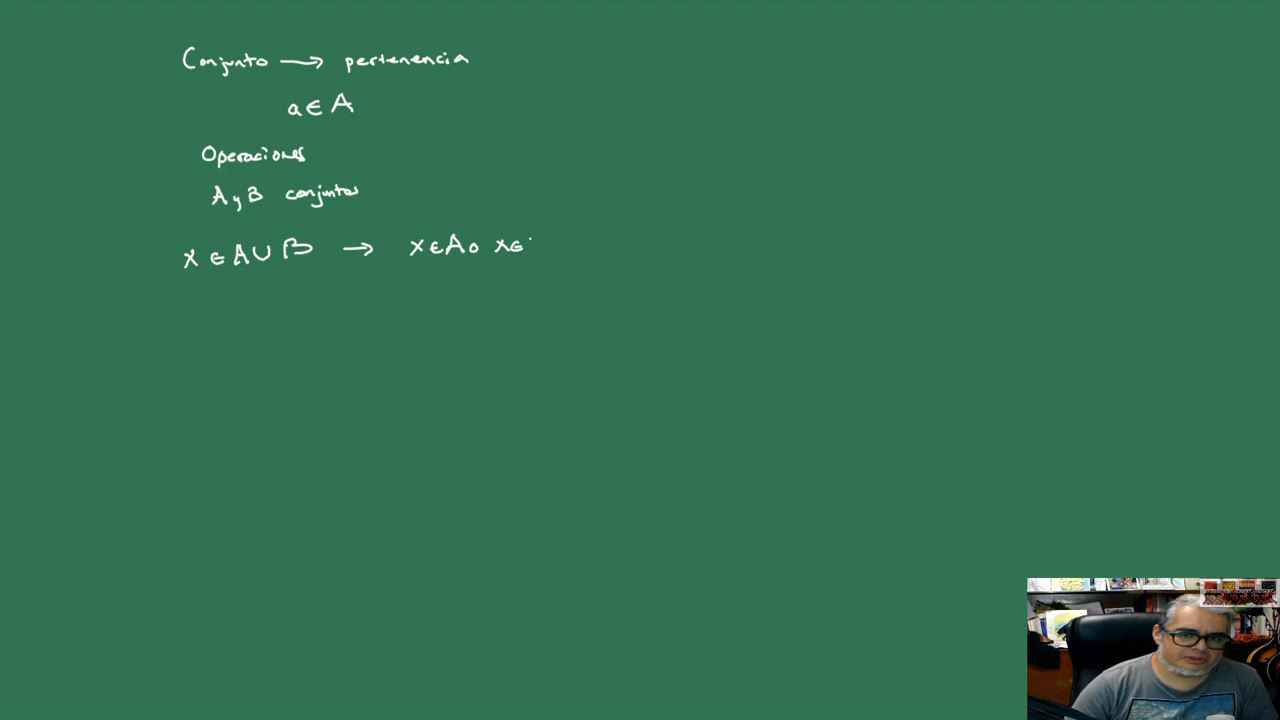 Conjunto → pertenencia
a ∈ A
Operaciones
A y B conjuntos
x ∈ A ∪ B → x ∈ A o x ∈